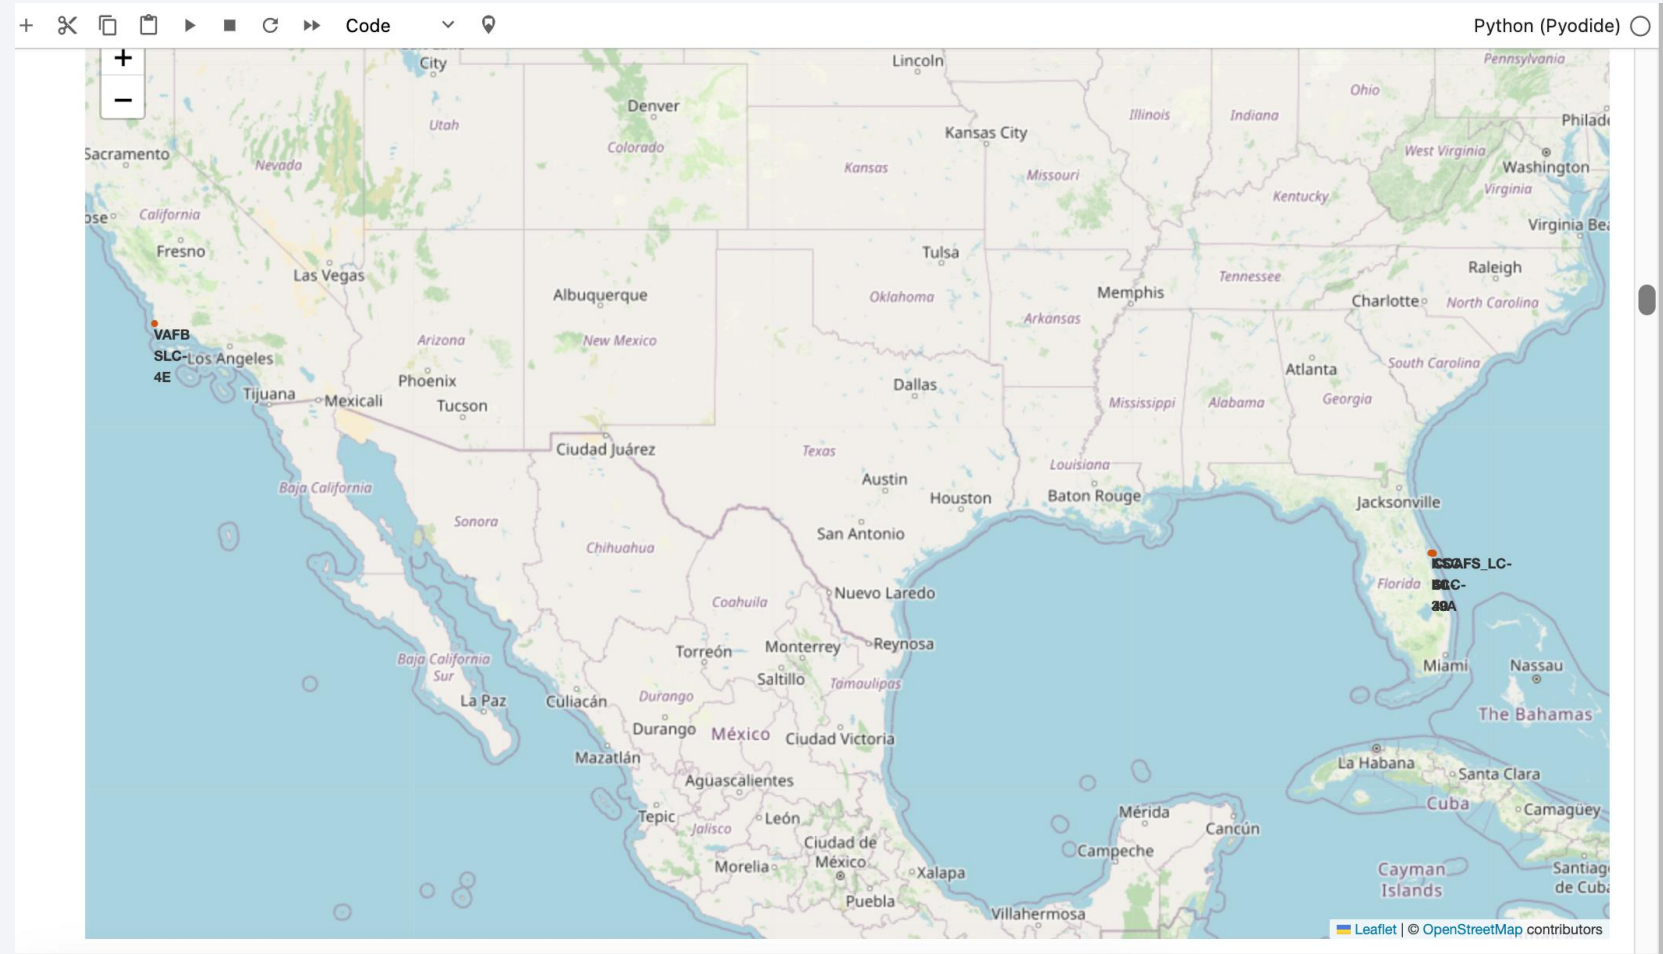 Code
Python (Pyodide)
+
−
City
Lincoln
Pennsylvania
Denver
Ohio
Utah
Illinois
Indiana
Philade
Kansas City
Sacramento
Colorado
Nevada
Kansas
West Virginia
Washington
Missouri
Virginia
Kentucky
ose
California
Virginia Bea
Fresno
Tulsa
Las Vegas
Tennessee
Raleigh
Albuquerque
Oklahoma
Memphis
Charlotte
North Carolina
Arkansas
VAFB
SLC-
4E
Los Angeles
Arizona
New Mexico
South Carolina
Atlanta
Phoenix
Dallas
Tijuana
Mexicali
Tucson
Mississippi
Alabama
Georgia
Ciudad Juárez
Texas
Louisiana
Austin
Baja California
Houston
Baton Rouge
Jacksonville
Sonora
San Antonio
Chihuahua
AFS_LC-
Florida
Nuevo Laredo
Coahuila
Reynosa
Torreón
Monterrey
Baja California
Sur
Miami
Nassau
Saltillo
Tamaulipas
La Paz
Culiacán
Durango
The Bahamas
Durango
México
Ciudad Victoria
Mazatlán
La Habana
Santa Clara
Aguascalientes
Cuba
Camagüey
Tepic
León
Mérida
Jalisco
Cancún
Ciudad de
México
Campeche
Morelia
Xalapa
Cayman
Islands
Santiag
de Cuba
Puebla
Villahermosa
Leaflet | © OpenStreetMap contributors